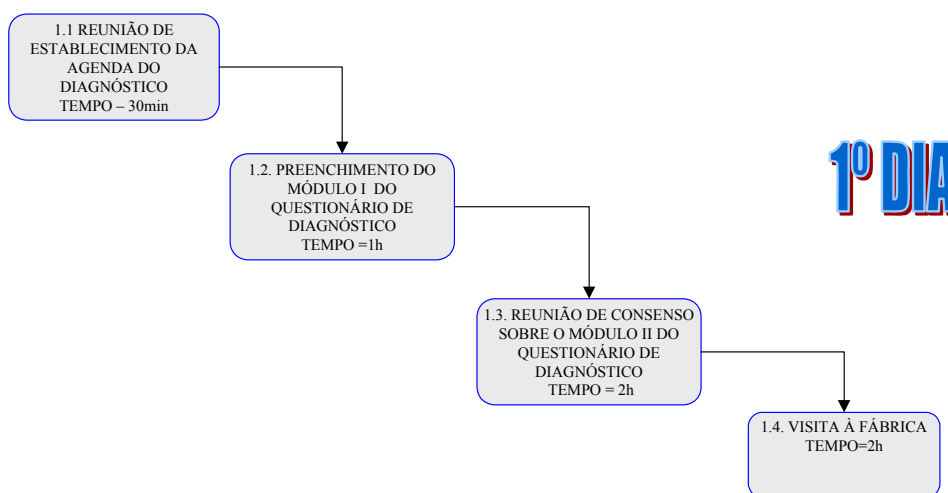 1.1 REUNIÃO DE
ESTABLECIMENTO DA
AGENDA DO
DIAGNÓSTICO
TEMPO – 30min
1.2. PREENCHIMENTO DO
MÓDULO I DO
QUESTIONÁRIO DE
DIAGNÓSTICO
TEMPO =1h
1º DIA
1.3. REUNIÃO DE CONSENSO
SOBRE O MÓDULO II DO
QUESTIONÁRIO DE
DIAGNÓSTICO
TEMPO = 2h
1.4. VISITA À FÁBRICA
TEMPO=2h